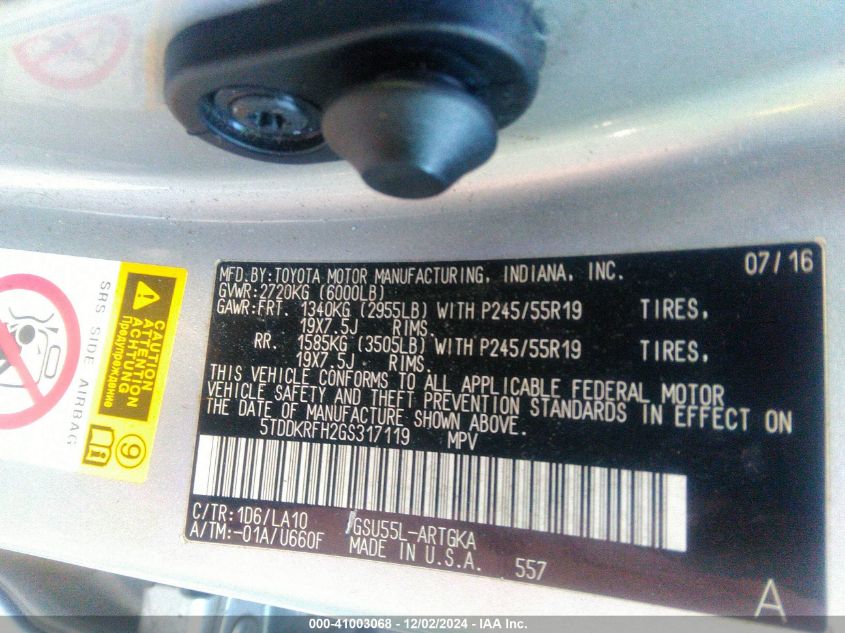 MFD.BY:TOYOTA MOTOR MANUFACTURING, INDIANA, INC. 07/16
GVWR:2720KG (6000LB)
GAWR:FRT. 1340KG (2955LB) WITH P245/55R19 TIRES,
19X7.5J RIMS.
RR. 1585KG (3505LB) WITH P245/55R19 TIRES,
19X7.5J - RIMS.
THIS VEHICLE CONFORMS TO ALL APPLICABLE FEDERAL MOTOR
VEHICLE SAFETY AND THEFT PREVENTION STANDARDS IN EFFECT ON
THE DATE OF MANUFACTURE SHOWN ABOVE.
5TDDKRFH2GS317119 MPV
C/TR:1D6/LA10 /GSU55L-ARTGKA
A/TM:-01A/U660F MADE IN U.S.A. 557
A
SRS SIDE AIRBAG
CAUTION
ATTENTION
ACHTUNG
Предупреждение
9
000-41003068 - 12/02/2024 - IAA Inc.